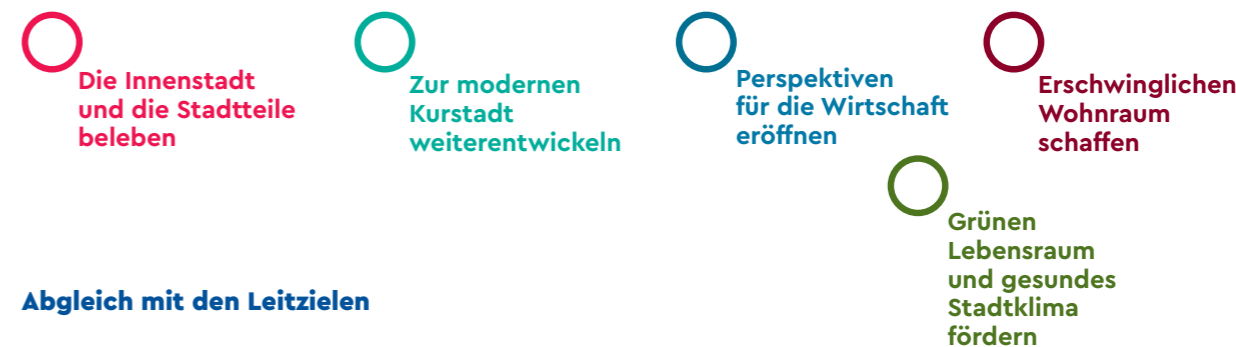 Die Innenstadt
und die Stadtteile
beleben
Zur modernen
Kurstadt
weiterentwickeln
Perspektiven
für die Wirtschaft
eröffnen
Erschwinglichen
Wohnraum
schaffen
Grünen
Lebensraum
und gesundes
Stadtklima
fördern
Abgleich mit den Leitzielen